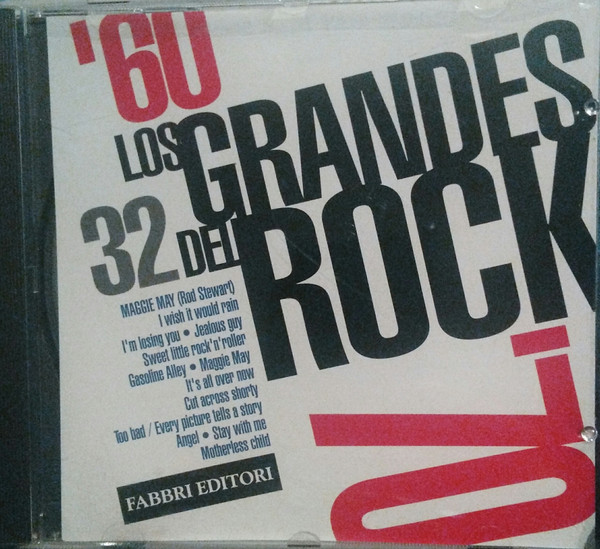 '60
LOS GRANDES
32 DEL ROCK
MAGGIE MAY (Rod Stewart)
I wish it would rain
I'm losing you • Jealous guy
Sweet little rock'n'roller
Gasoline Alley • Maggie May
It's all over now
Cut across shorty
Too bad / Every picture tells a story
Angel • Stay with me
Motherless child
FABBRI EDITORI